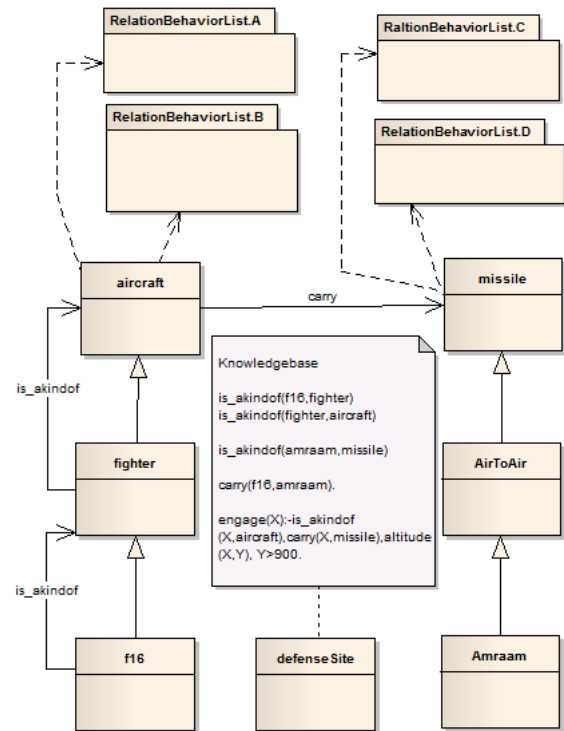 RelationBehaviorList.A
RaltionBehaviorList.C
RelationBehaviorList.B
RelationBehaviorList.D
aircraft
missile
carry
is_akindof
Knowledgebase
is_akindof(f16,fighter)
is_akindof(fighter,aircraft)
is_akindof(amraam,missile)
carry(f16,amraam).
engage(X):-is_akindof
(X,aircraft),carry(X,missile),altitude
(X,Y), Y>900.
fighter
AirToAir
is_akindof
f16
defenseSite
Amraam